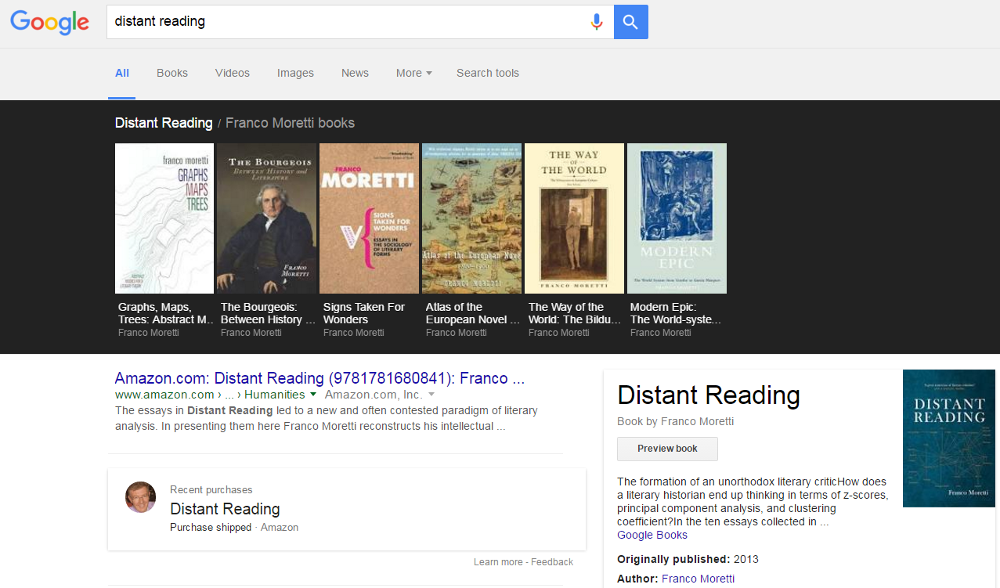 Google
distant reading
All Books Videos Images News More Search tools
Distant Reading / Franco Moretti books
franco moretti
GRAPHS
MAPS
TREES
THE BOURGEOIS
BETWEEN HISTORY and
LITERATURE
FRANCO
MORETTI
FRANCO
MORETTI
SIGNS
TAKEN FOR
WONDERS
ESSAYS IN
THE SOCIOLOGY
OF LITERARY
FORMS
Atlas of the European Novel
FRANCO MORETTI
THE WAY
OF
THE WORLD
FRANCO MORETTI
MODERN
EPIC
FRANCO MORETTI
Graphs, Maps,
Trees: Abstract M...
Franco Moretti
The Bourgeois:
Between History ...
Franco Moretti
Signs Taken For
Wonders
Franco Moretti
Atlas of the
European Novel ...
Franco Moretti
The Way of the
World: The Bildu...
Franco Moretti
Modern Epic:
The World-syste...
Franco Moretti
Amazon.com: Distant Reading (9781781680841): Franco ...
www.amazon.com › ... › Humanities Amazon.com, Inc.
The essays in Distant Reading led to a new and often contested paradigm of literary
analysis. In presenting them here Franco Moretti reconstructs his intellectual ...
Recent purchases
Distant Reading
Purchase shipped · Amazon
Learn more - Feedback
Distant Reading
Book by Franco Moretti
Preview book
DISTANT
READING
Franco Moretti
The formation of an unorthodox literary criticHow does
a literary historian end up thinking in terms of z-scores,
principal component analysis, and clustering
coefficient?In the ten essays collected in ...
Google Books
Originally published: 2013
Author: Franco Moretti